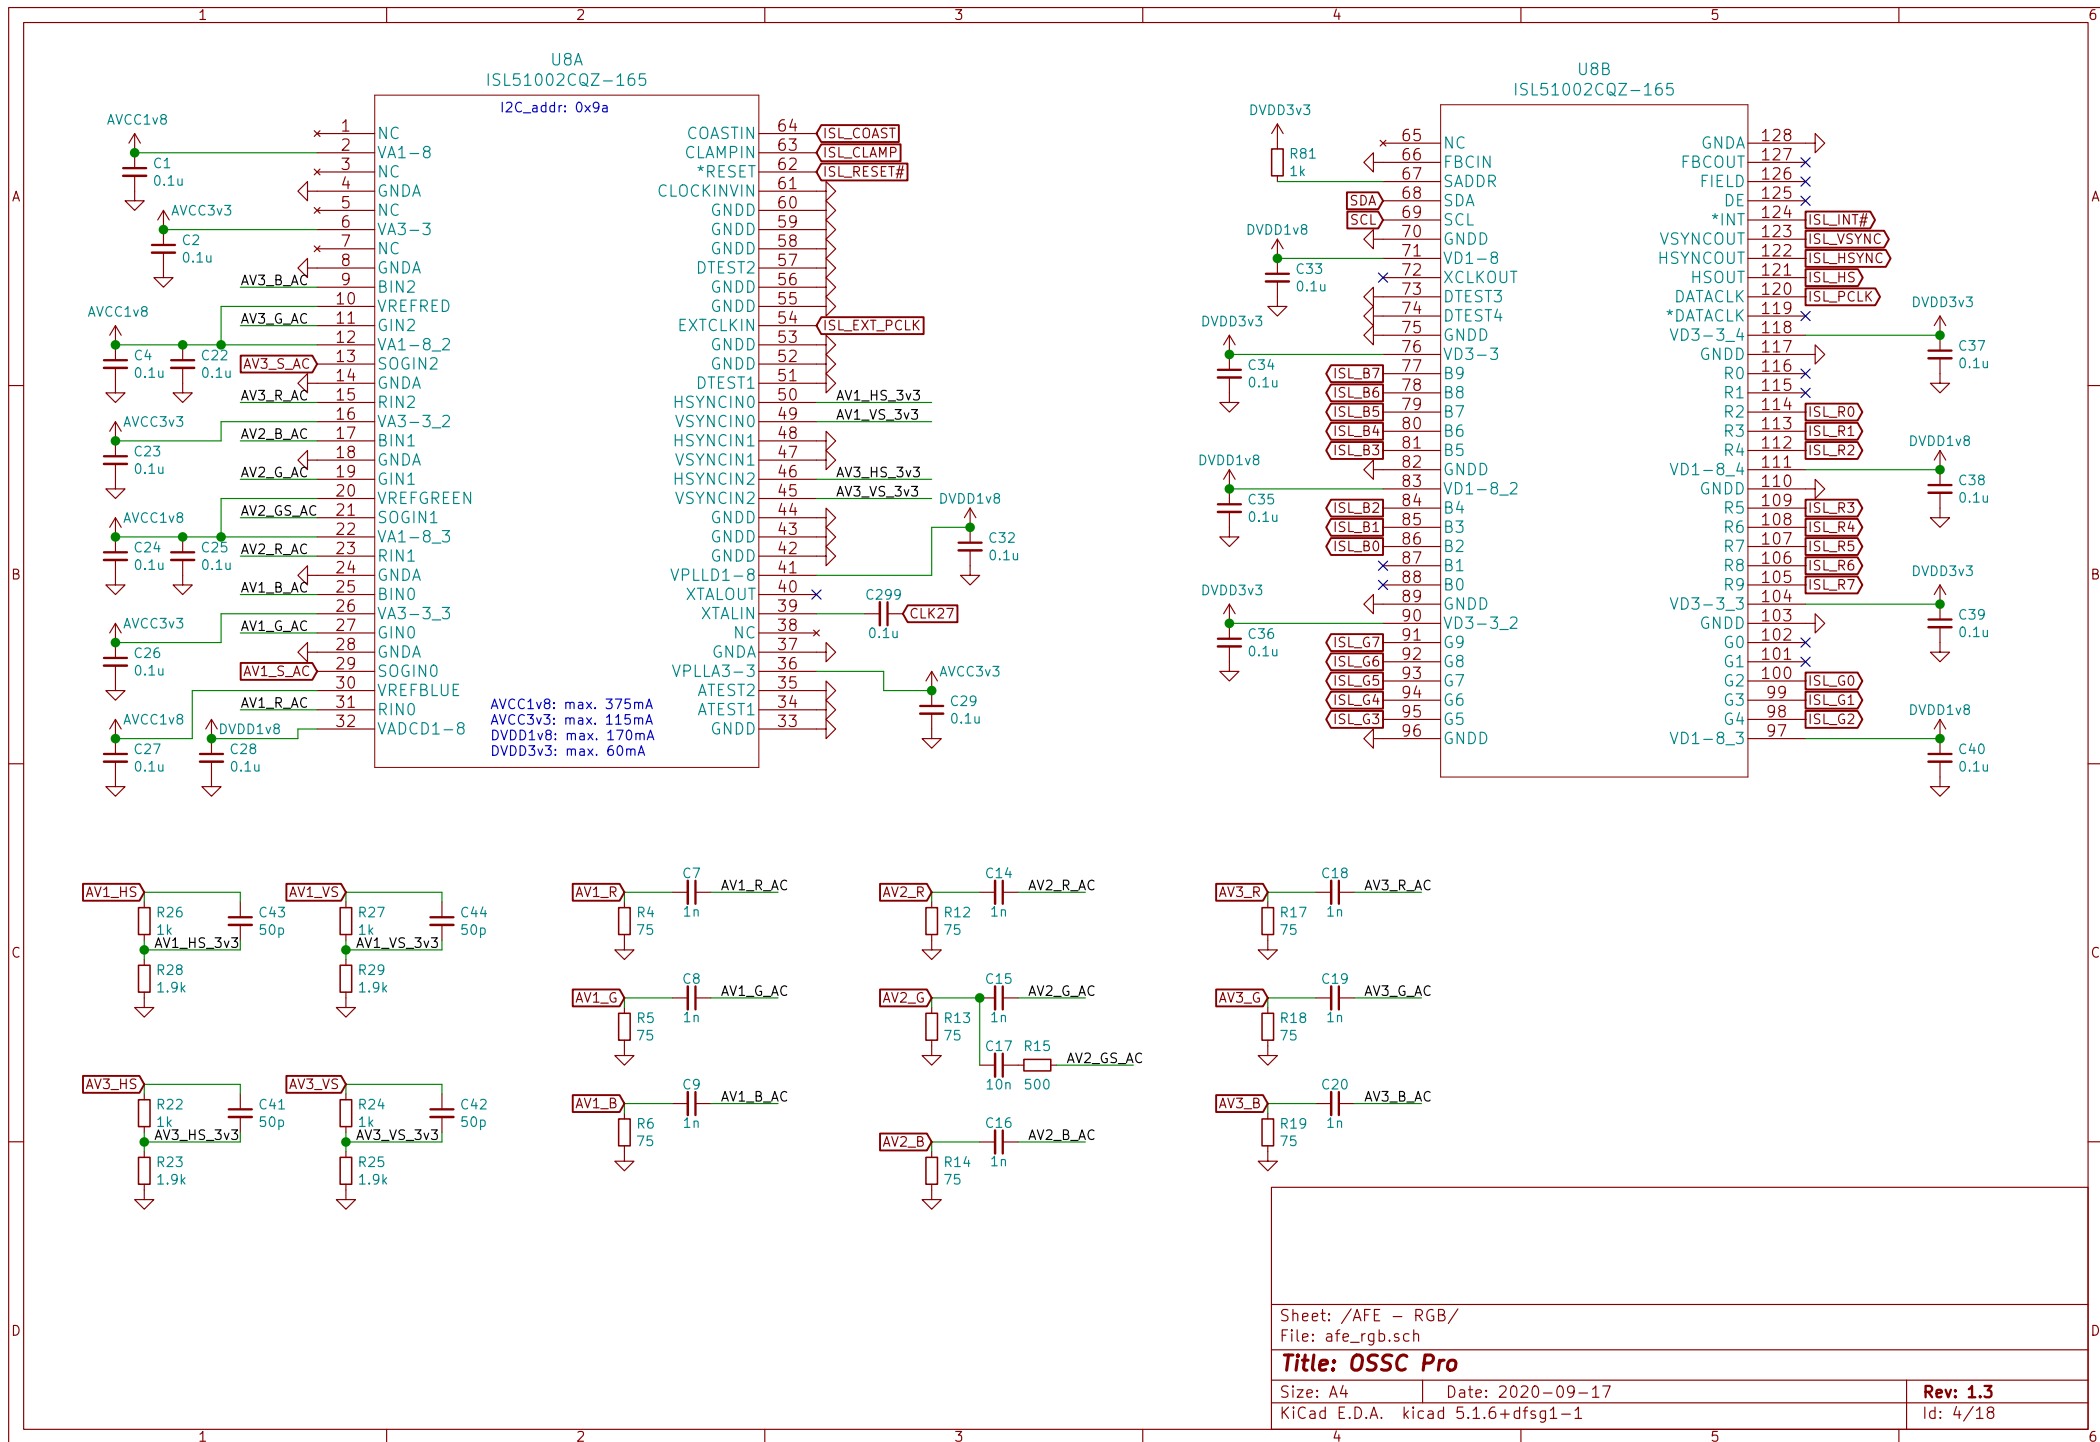 1 2 3 4 5 6
A B C D
U8A
ISL51002CQZ-165
I2C_addr: 0x9a
1 NC
2 VA1-8
3 NC
4 GNDA
5 NC
6 VA3-3
7 NC
8 GNDA
9 BIN2
10 VREFRED
11 GIN2
12 VA1-8_2
13 SOGIN2
14 GNDA
15 RIN2
16 VA3-3_2
17 BIN1
18 GNDA
19 GIN1
20 VREFGREEN
21 SOGIN1
22 VA1-8_3
23 RIN1
24 GNDA
25 BIN0
26 VA3-3_3
27 GIN0
28 GNDA
29 SOGIN0
30 VREFBLUE
31 RIN0
32 VADCD1-8
AVCC1v8
C1
0.1u
AVCC3v3
C2
0.1u
AV3_B_AC
AVCC1v8
AV3_G_AC
C4
0.1u
C22
0.1u
AV3_S_AC
AV3_R_AC
AVCC3v3
AV2_B_AC
C23
0.1u
AV2_G_AC
AVCC1v8
AV2_GS_AC
C24
0.1u
C25
0.1u
AV2_R_AC
AV1_B_AC
AVCC3v3
AV1_G_AC
C26
0.1u
AV1_S_AC
AV1_R_AC
AVCC1v8
DVDD1v8
C27
0.1u
C28
0.1u
COASTIN 64 ISL_COAST
CLAMPIN 63 ISL_CLAMP
*RESET 62 ISL_RESET#
CLOCKINVIN 61
GNDD 60
GNDD 59
GNDD 58
DTEST2 57
GNDD 56
GNDD 55
EXTCLKIN 54 ISL_EXT_PCLK
GNDD 53
GNDD 52
DTEST1 51
HSYNCIN0 50 AV1_HS_3v3
VSYNCIN0 49 AV1_VS_3v3
HSYNCIN1 48
VSYNCIN1 47
HSYNCIN2 46 AV3_HS_3v3
VSYNCIN2 45 AV3_VS_3v3
GNDD 44
GNDD 43
GNDD 42
VPLLD1-8 41
XTALOUT 40
XTALIN 39
NC 38
GNDA 37
VPLLA3-3 36
ATEST2 35
ATEST1 34
GNDD 33
DVDD1v8
C32
0.1u
C299
0.1u
CLK27
AVCC3v3
C29
0.1u
AVCC1v8: max. 375mA
AVCC3v3: max. 115mA
DVDD1v8: max. 170mA
DVDD3v3: max. 60mA
U8B
ISL51002CQZ-165
DVDD3v3
R81
1k
65 NC
66 FBCIN
67 SADDR
SDA 68 SDA
SCL 69 SCL
70 GNDD
71 VD1-8
72 XCLKOUT
73 DTEST3
74 DTEST4
75 GNDD
76 VD3-3
ISL_B7 77 B9
ISL_B6 78 B8
ISL_B5 79 B7
ISL_B4 80 B6
ISL_B3 81 B5
82 GNDD
83 VD1-8_2
ISL_B2 84 B4
ISL_B1 85 B3
ISL_B0 86 B2
87 B1
88 B0
89 GNDD
90 VD3-3_2
ISL_G7 91 G9
ISL_G6 92 G8
ISL_G5 93 G7
ISL_G4 94 G6
ISL_G3 95 G5
96 GNDD
DVDD1v8
C33
0.1u
DVDD3v3
C34
0.1u
DVDD1v8
C35
0.1u
DVDD3v3
C36
0.1u
GNDA 128
FBCOUT 127
FIELD 126
DE 125
*INT 124 ISL_INT#
VSYNCOUT 123 ISL_VSYNC
HSYNCOUT 122 ISL_HSYNC
HSOUT 121 ISL_HS
DATACLK 120 ISL_PCLK
*DATACLK 119
VD3-3_4 118
GNDD 117
R0 116
R1 115
R2 114 ISL_R0
R3 113 ISL_R1
R4 112 ISL_R2
VD1-8_4 111
GNDD 110
R5 109 ISL_R3
R6 108 ISL_R4
R7 107 ISL_R5
R8 106 ISL_R6
R9 105 ISL_R7
VD3-3_3 104
GNDD 103
G0 102
G1 101
G2 100 ISL_G0
G3 99 ISL_G1
G4 98 ISL_G2
VD1-8_3 97
DVDD3v3
C37
0.1u
DVDD1v8
C38
0.1u
DVDD3v3
C39
0.1u
DVDD1v8
C40
0.1u
AV1_HS
R26
1k
C43
50p
AV1_HS_3v3
R28
1.9k
AV1_VS
R27
1k
C44
50p
AV1_VS_3v3
R29
1.9k
AV3_HS
R22
1k
C41
50p
AV3_HS_3v3
R23
1.9k
AV3_VS
R24
1k
C42
50p
AV3_VS_3v3
R25
1.9k
AV1_R
C7
1n
AV1_R_AC
R4
75
AV1_G
C8
1n
AV1_G_AC
R5
75
AV1_B
C9
1n
AV1_B_AC
R6
75
AV2_R
C14
1n
AV2_R_AC
R12
75
AV2_G
C15
1n
AV2_G_AC
R13
75
C17
10n
R15
500
AV2_GS_AC
AV2_B
C16
1n
AV2_B_AC
R14
75
AV3_R
C18
1n
AV3_R_AC
R17
75
AV3_G
C19
1n
AV3_G_AC
R18
75
AV3_B
C20
1n
AV3_B_AC
R19
75
Sheet: /AFE - RGB/
File: afe_rgb.sch
Title: OSSC Pro
Size: A4 Date: 2020-09-17 Rev: 1.3
KiCad E.D.A. kicad 5.1.6+dfsg1-1 Id: 4/18
A B C D
1 2 3 4 5 6